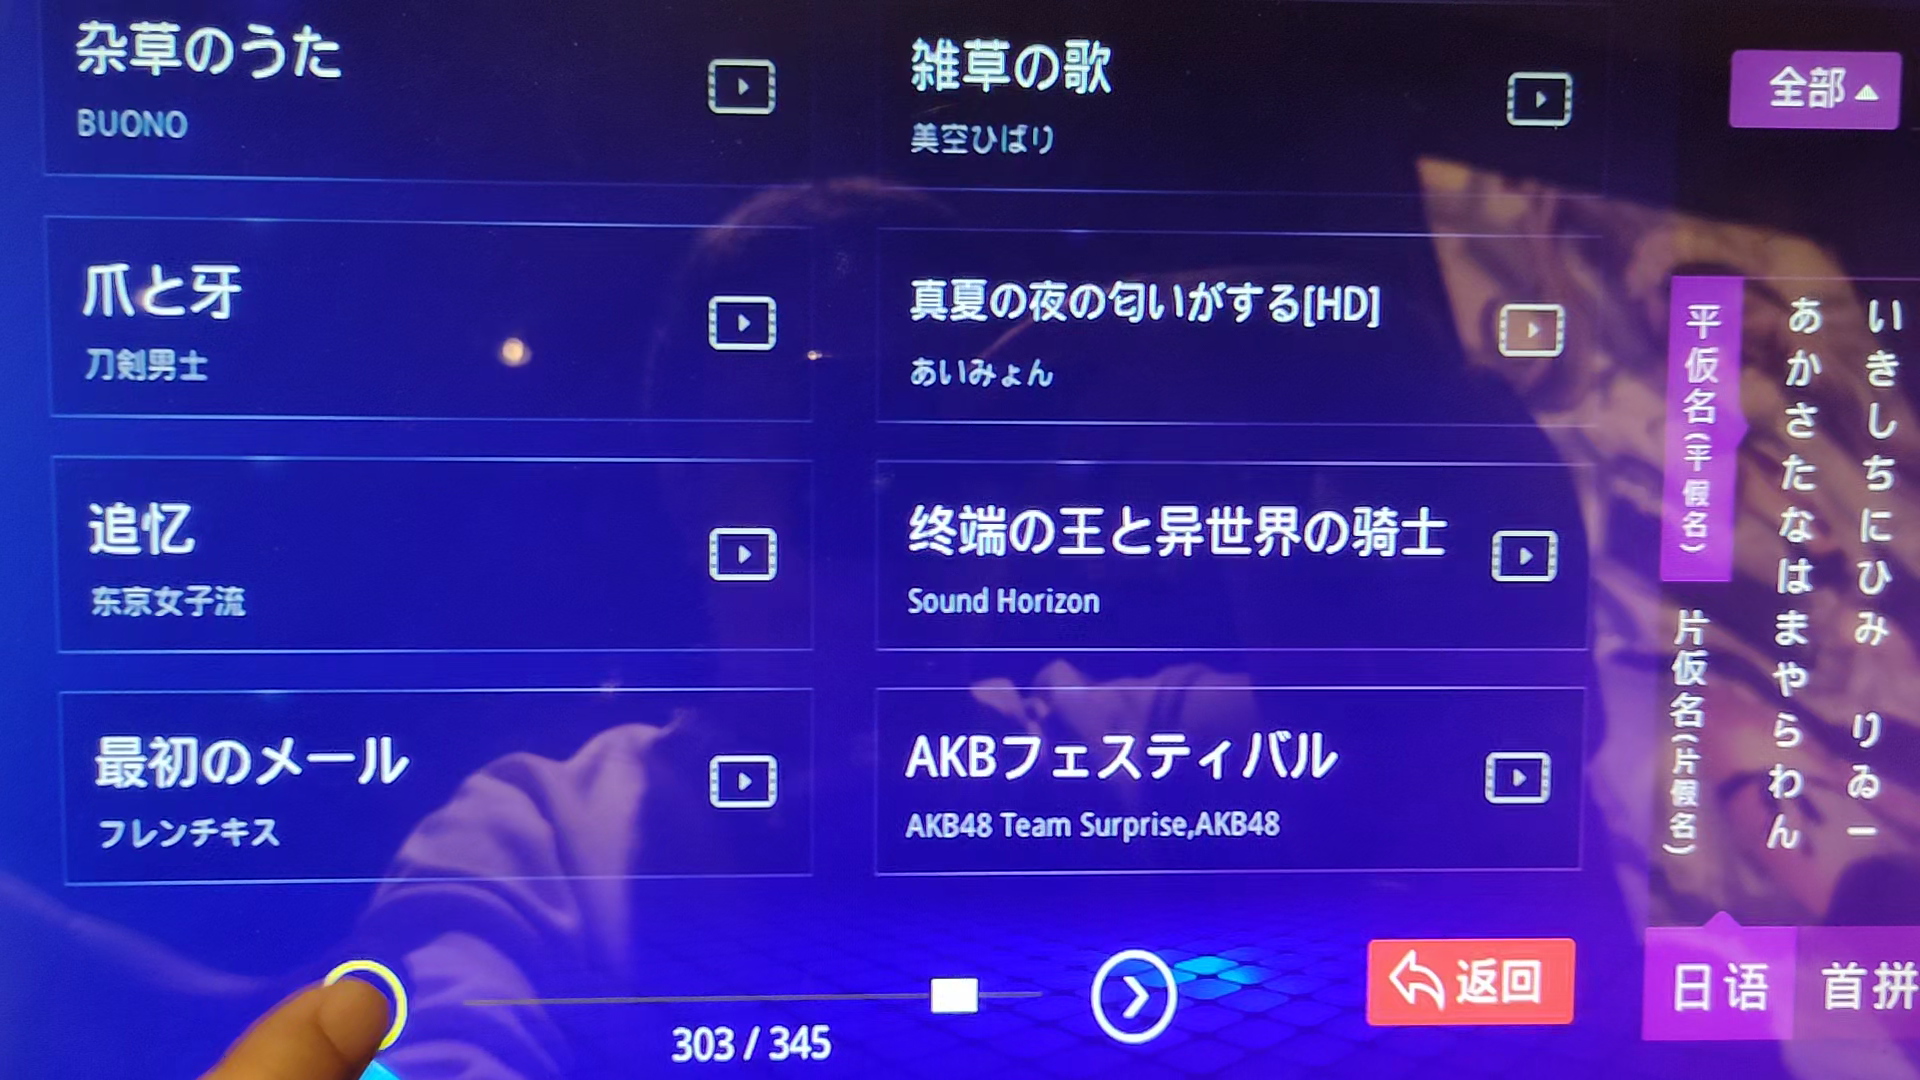 杂草のうた
BUONO
雑草の歌
美空ひばり
全部
爪と牙
刀剣男士
真夏の夜の匂いがする[HD]
あいみょん
追忆
东京女子流
终端の王と异世界の骑士
Sound Horizon
最初のメール
フレンチキス
AKBフェスティバル
AKB48 Team Surprise,AKB48
平仮名(平假名)
片仮名(片假名)
あかさたなはまやらわん
いきしちにひみ りゐー
303 / 345
返回
日语
首拼